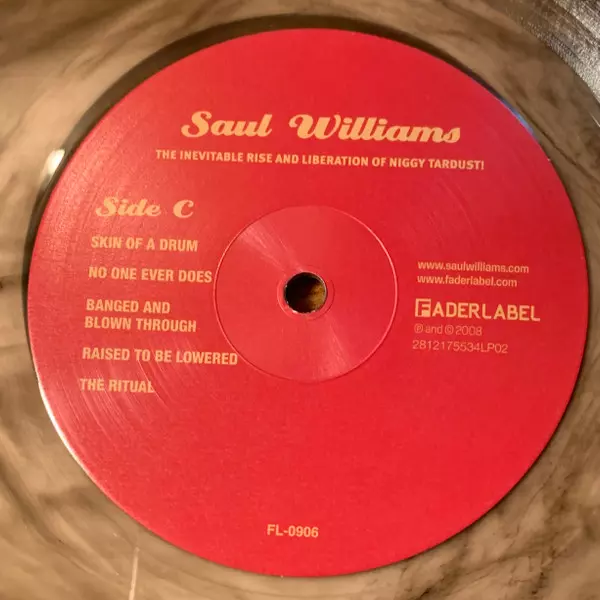 Saul Williams
THE INEVITABLE RISE AND LIBERATION OF NIGGY TARDUST!
Side C
SKIN OF A DRUM
NO ONE EVER DOES
BANGED AND
BLOWN THROUGH
RAISED TO BE LOWERED
THE RITUAL
www.saulwilliams.com
www.faderlabel.com
FADERLABEL
℗ and © 2008
2812175534LP02
FL-0906